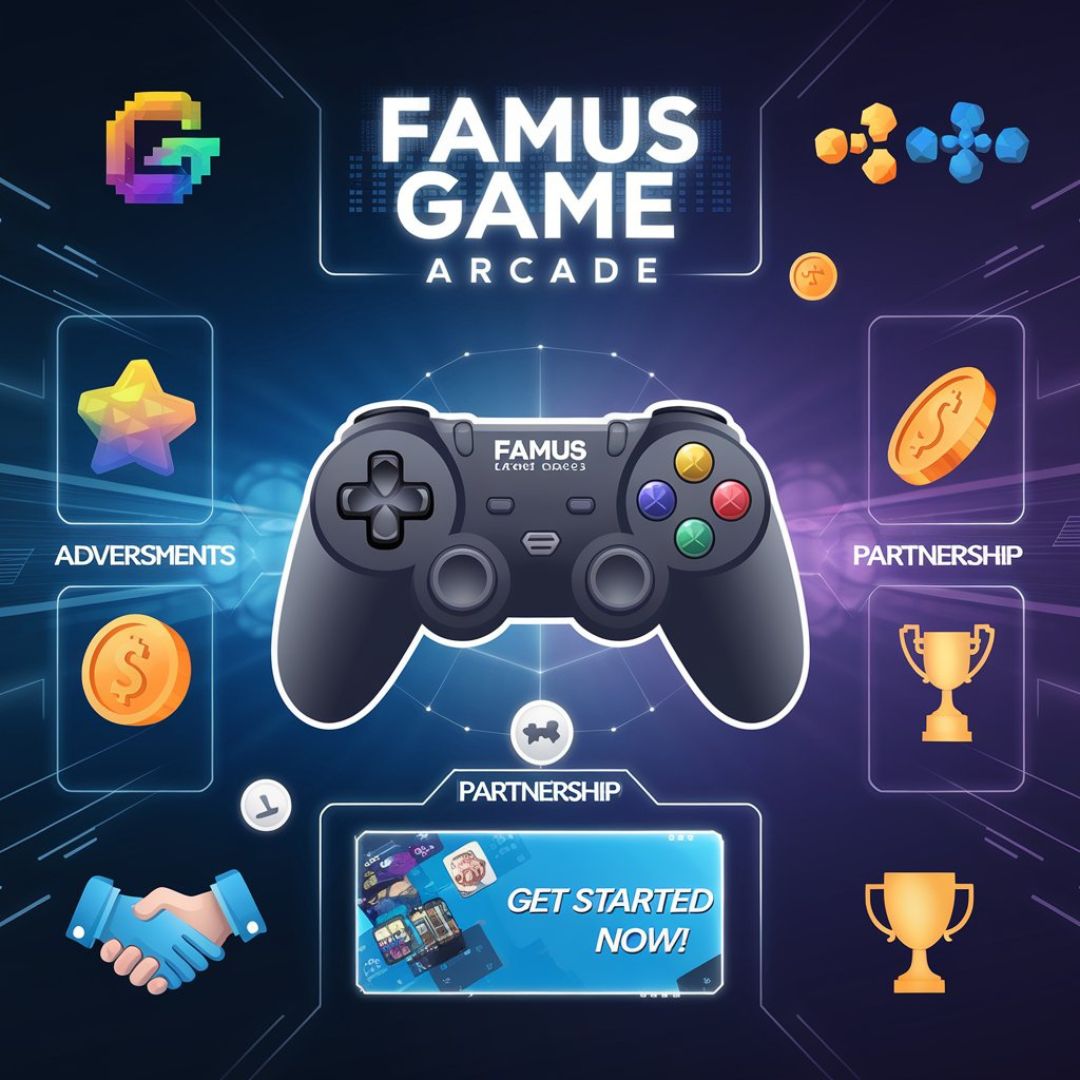 FAMUS
GAME
ARCADE
FAMUS
ADVERSMENTS
PARTNERSHIP
PARTNERSHIP
GET STARTED
NOW!